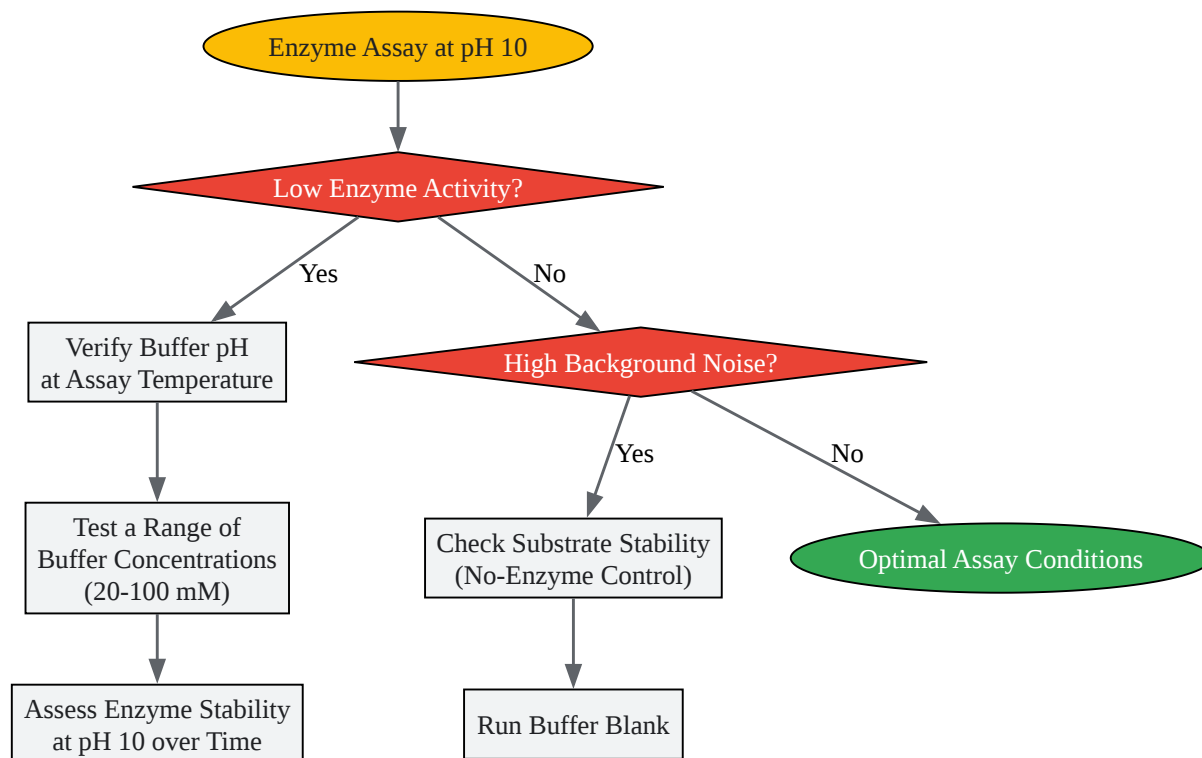 Enzyme Assay at pH 10
Low Enzyme Activity?
Yes
No
Verify Buffer pH
at Assay Temperature
High Background Noise?
Yes
No
Test a Range of
Buffer Concentrations
(20-100 mM)
Check Substrate Stability
(No-Enzyme Control)
Optimal Assay Conditions
Assess Enzyme Stability
at pH 10 over Time
Run Buffer Blank